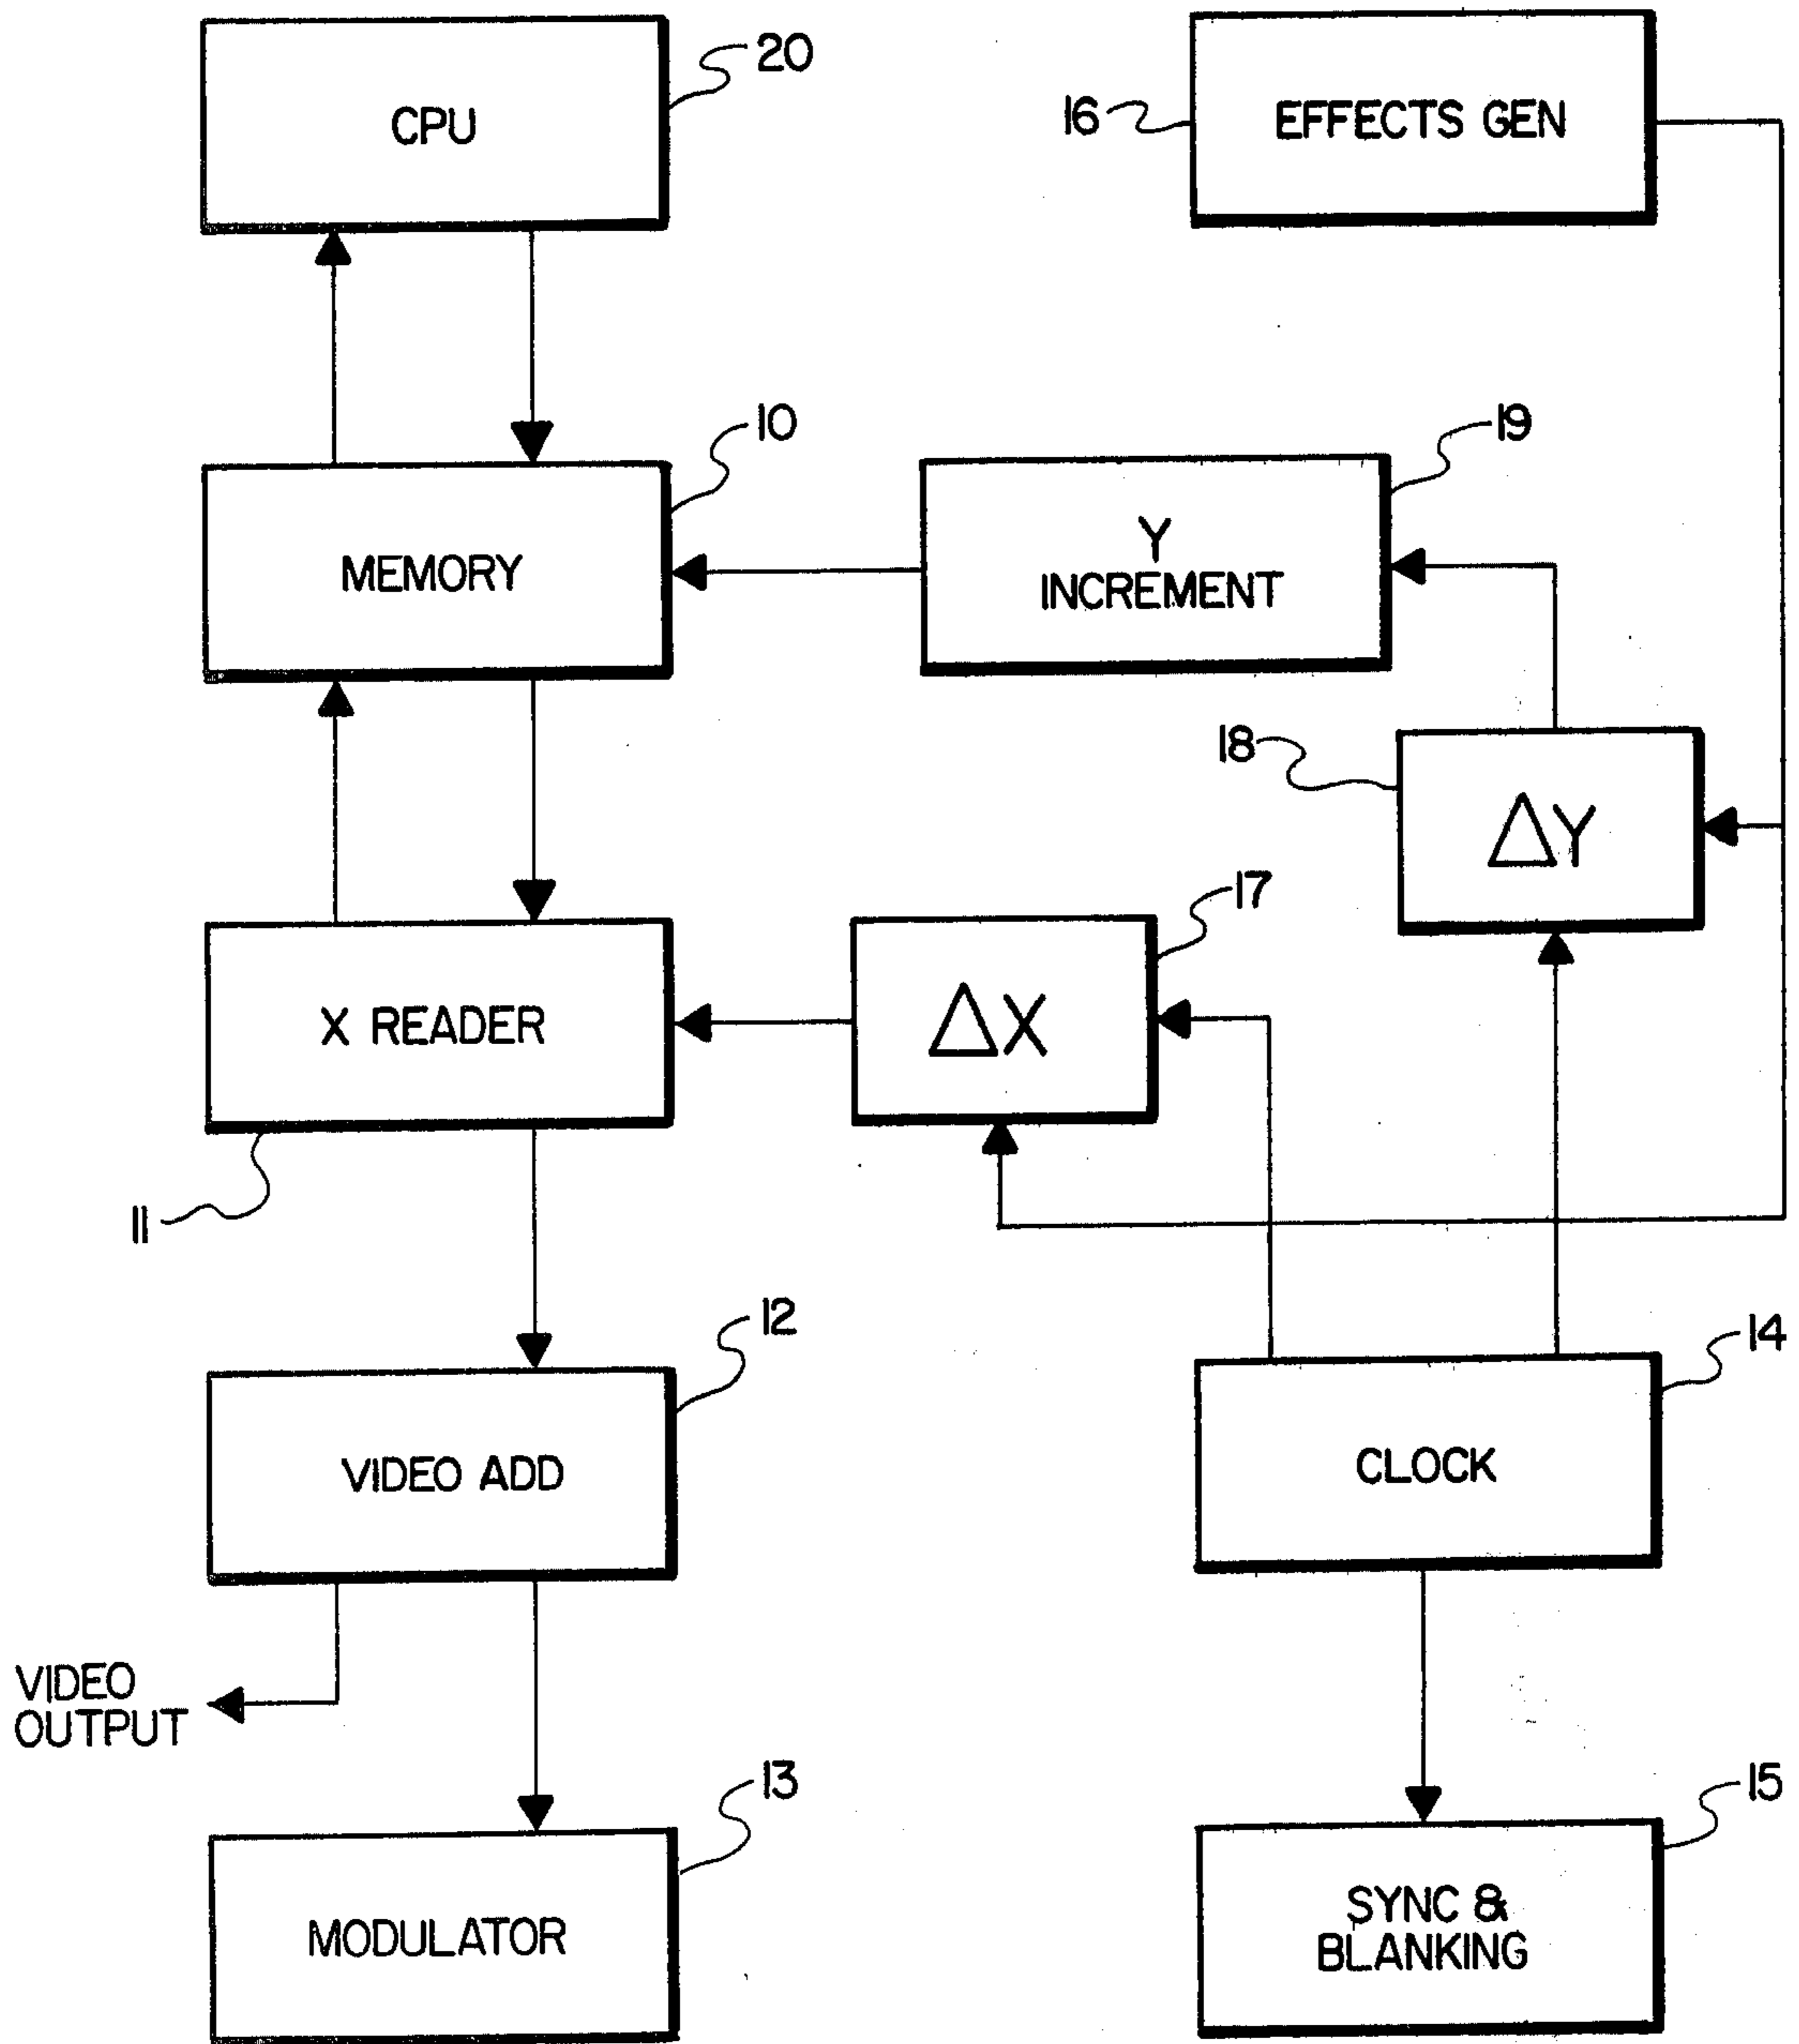 CPU
20
16
EFFECTS GEN
10
19
MEMORY
Y
INCREMENT
18
ΔY
17
X READER
ΔX
11
12
14
VIDEO ADD
CLOCK
VIDEO
OUTPUT
13
15
MODULATOR
SYNC &
BLANKING